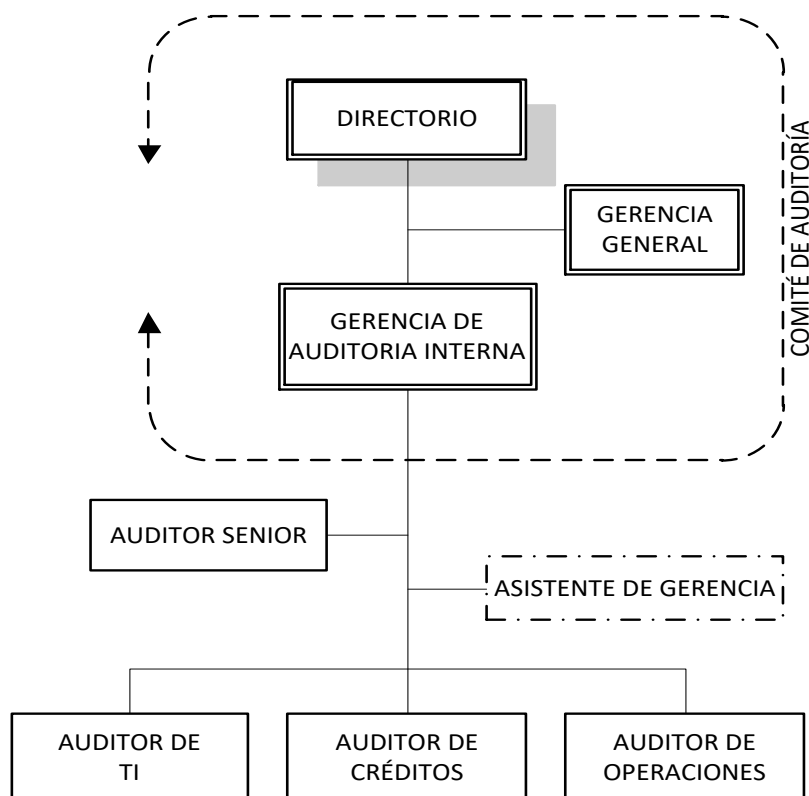 DIRECTORIO
GERENCIA
GENERAL
COMITÉ DE AUDITORÍA
GERENCIA DE
AUDITORIA INTERNA
AUDITOR SENIOR
ASISTENTE DE GERENCIA
AUDITOR DE
TI
AUDITOR DE
CRÉDITOS
AUDITOR DE
OPERACIONES